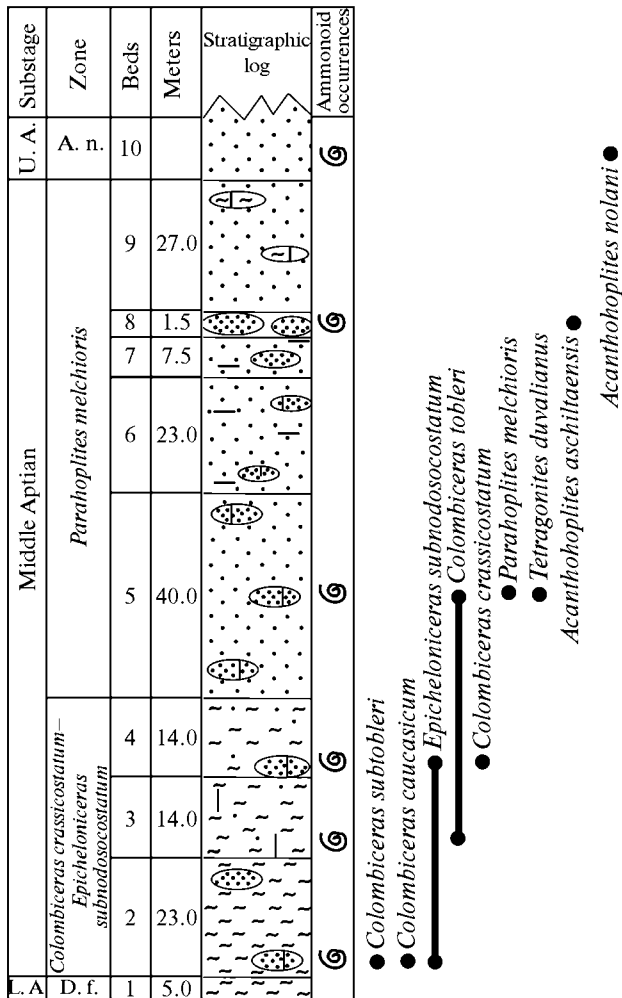 Substage
Zone
Beds
Meters
Stratigraphic
log
Ammonoid
occurrences
U. A.
A. n.
10
Middle Aptian
Parahoplites melchioris
9
27.0
8
1.5
7
7.5
6
23.0
5
40.0
Colombiceras crassicostatum–
Epicheloniceras
subnodosocostatum
4
14.0
3
14.0
2
23.0
L. A
D. f.
1
5.0
Colombiceras subtobleri
Colombiceras caucasicum
Epicheloniceras subnodosocostatum
Colombiceras tobleri
Colombiceras crassicostatum
Parahoplites melchioris
Tetragonites duvalianus
Acanthohoplites aschiltaensis
Acanthohoplites nolani